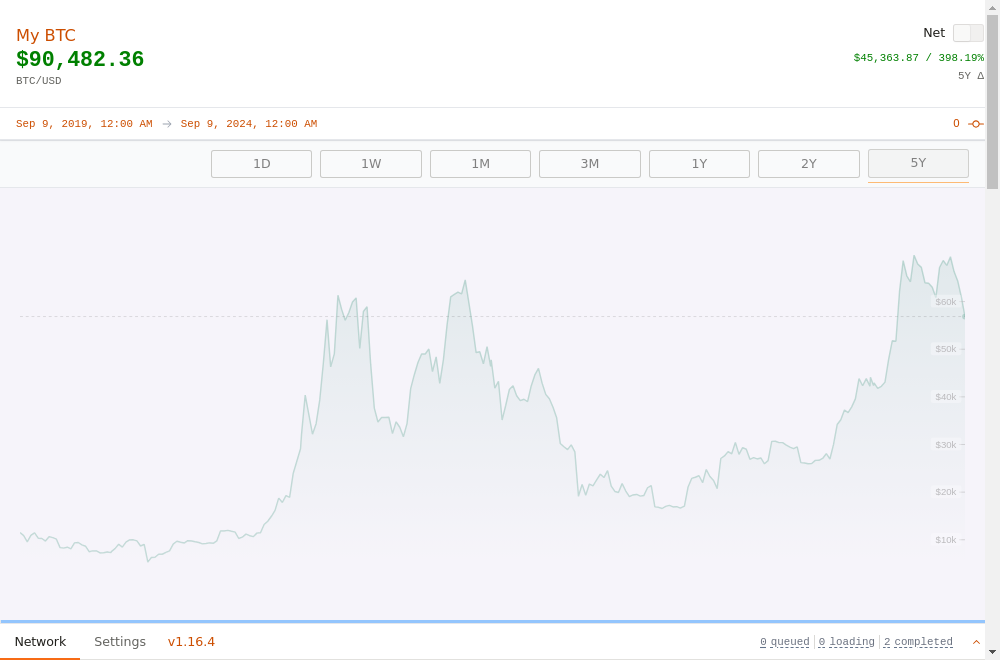 My BTC
$90,482.36
BTC/USD
Net
$45,363.87 / 398.19%
5Y Δ
Sep 9, 2019, 12:00 AM → Sep 9, 2024, 12:00 AM
0
1D 1W 1M 3M 1Y 2Y 5Y
$60k
$50k
$40k
$30k
$20k
$10k
Network Settings v1.16.4
0 queued 0 loading 2 completed